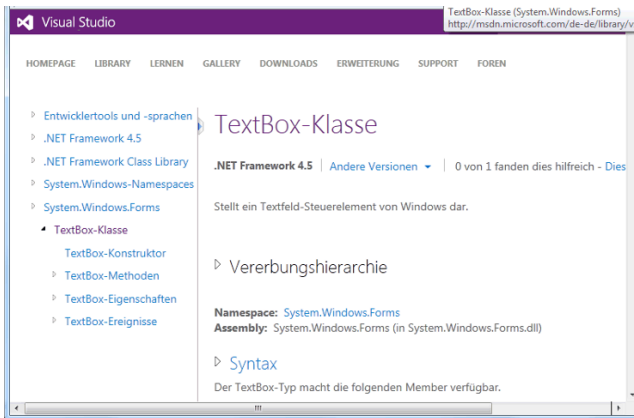 Visual Studio
TextBox-Klasse (System.Windows.Forms)
http://msdn.microsoft.com/de-de/library/v
HOMEPAGE LIBRARY LERNEN GALLERY DOWNLOADS ERWEITERUNG SUPPORT FOREN
Entwicklertools und -sprachen
.NET Framework 4.5
.NET Framework Class Library
System.Windows-Namespaces
System.Windows.Forms
TextBox-Klasse
TextBox-Konstruktor
TextBox-Methoden
TextBox-Eigenschaften
TextBox-Ereignisse
TextBox-Klasse
.NET Framework 4.5 Andere Versionen 0 von 1 fanden dies hilfreich - Dies
Stellt ein Textfeld-Steuerelement von Windows dar.
Vererbungshierarchie
Namespace: System.Windows.Forms
Assembly: System.Windows.Forms (in System.Windows.Forms.dll)
Syntax
Der TextBox-Typ macht die folgenden Member verfügbar.